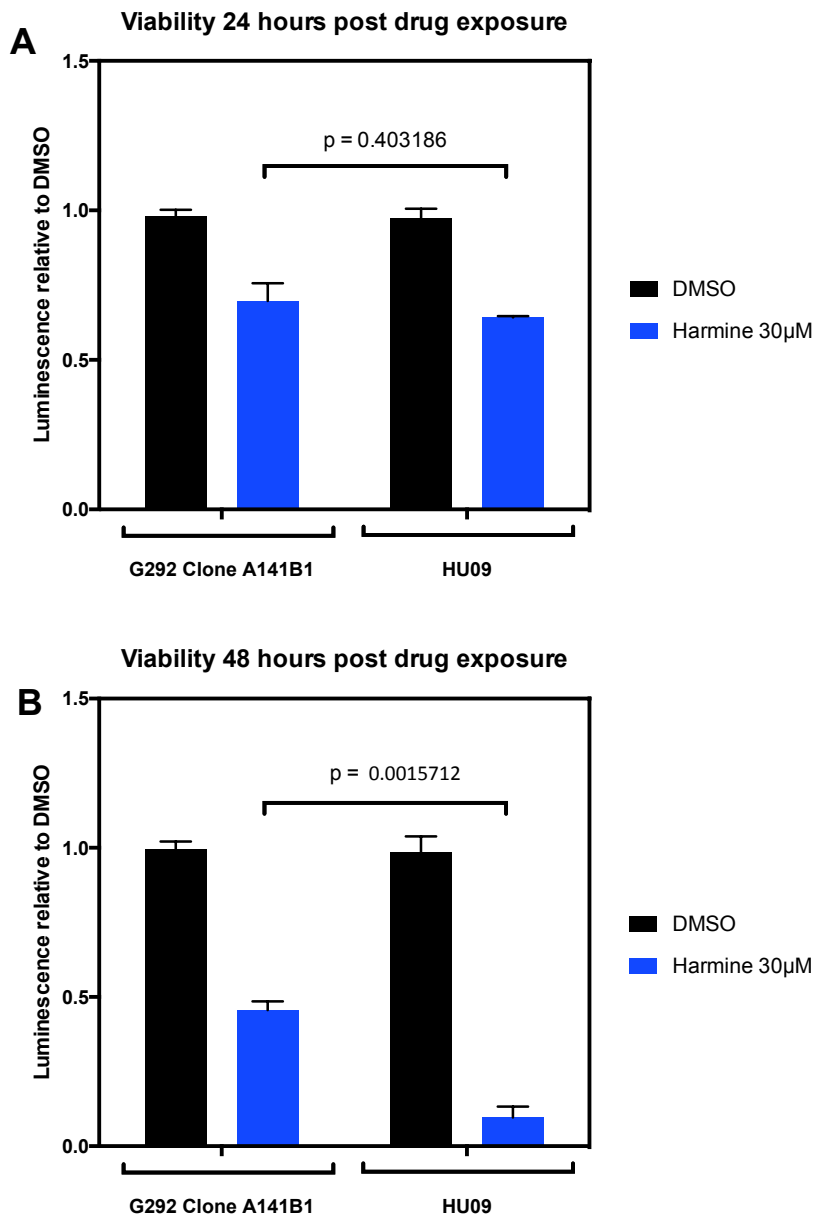 Viability 24 hours post drug exposure
A
1.5
p = 0.403186
1.0
Luminescence relative to DMSO
DMSO
Harmine 30µM
0.5
0.0
G292 Clone A141B1
HU09
Viability 48 hours post drug exposure
B
1.5
p = 0.0015712
1.0
Luminescence relative to DMSO
DMSO
Harmine 30µM
0.5
0.0
G292 Clone A141B1
HU09